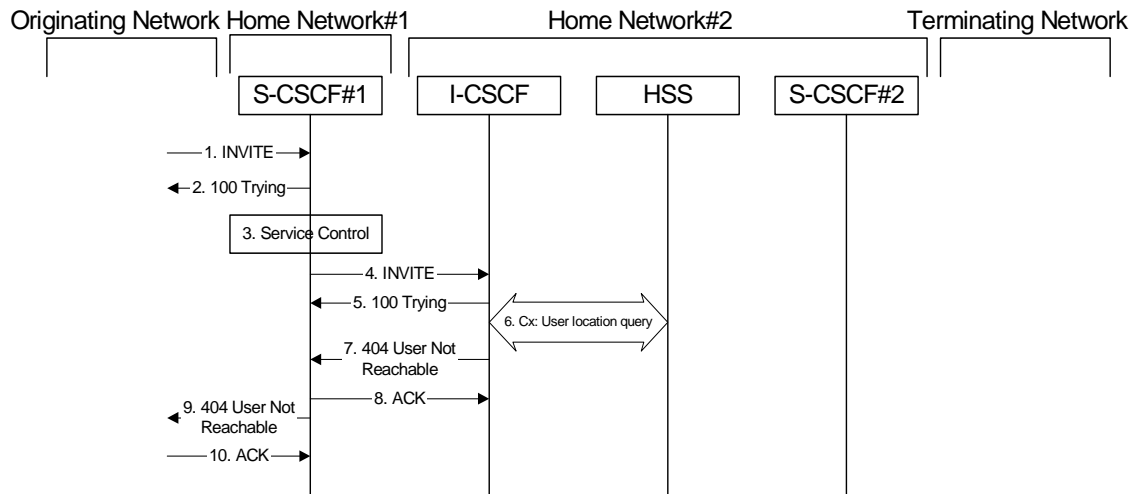 Originating Network
Home Network#1
Home Network#2
Terminating Network
S-CSCF#1
I-CSCF
HSS
S-CSCF#2
1. INVITE
2. 100 Trying
3. Service Control
4. INVITE
5. 100 Trying
6. Cx: User location query
7. 404 User Not
Reachable
8. ACK
9. 404 User Not
Reachable
10. ACK